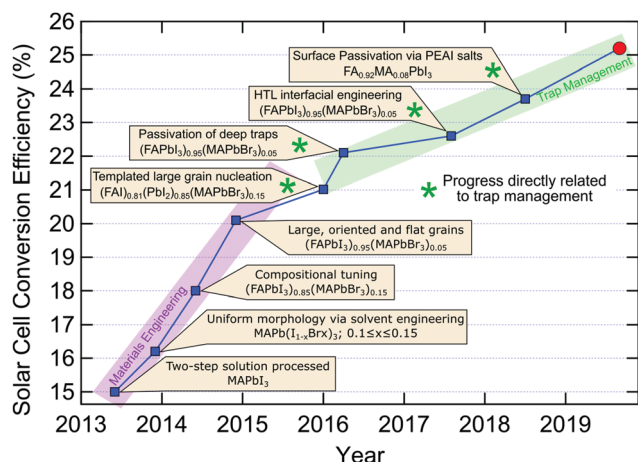 Solar Cell Conversion Efficiency (%)
26
25
24
23
22
21
20
19
18
17
16
15
2013
2014
2015
2016
2017
2018
2019
Year
Surface Passivation via PEAI salts
FA₀.₉₂MA₀.₀₈PbI₃
HTL interfacial engineering
(FAPbI₃)₀.₉₅(MAPbBr₃)₀.₀₅
Passivation of deep traps
(FAPbI₃)₀.₉₅(MAPbBr₃)₀.₀₅
Templated large grain nucleation
(FAI)₀.₈₁(PbI₂)₀.₈₅(MAPbBr₃)₀.₁₅
Trap Management
* Progress directly related
to trap management
Large, oriented and flat grains
(FAPbI₃)₀.₉₅(MAPbBr₃)₀.₀₅
Compositional tuning
(FAPbI₃)₀.₈₅(MAPbBr₃)₀.₁₅
Uniform morphology via solvent engineering
MAPb(I₁₋ₓBrx)₃; 0.1≤x≤0.15
Two-step solution processed
MAPbI₃
Materials Engineering